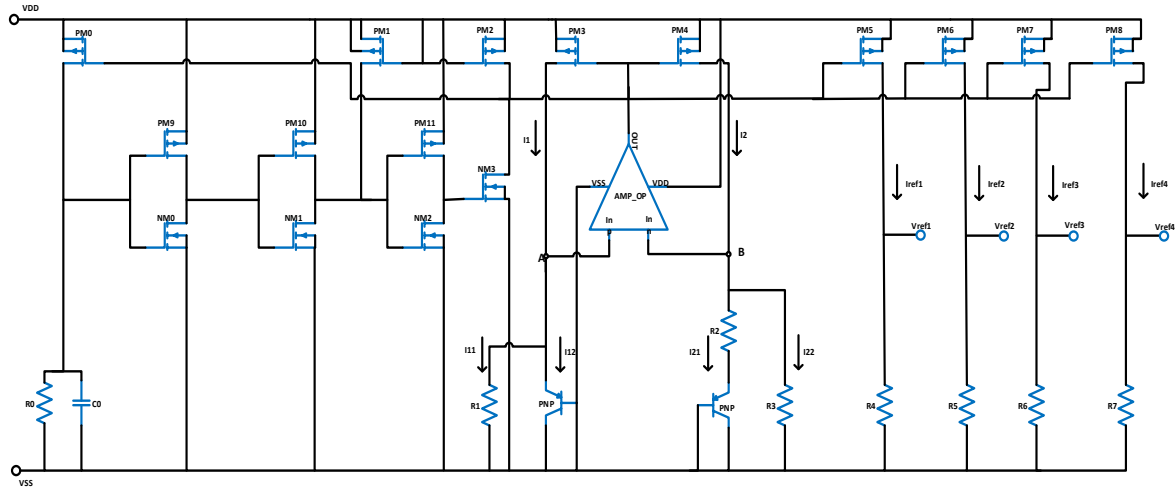 VDD
PM0
PM1
PM2
PM3
PM4
PM5
PM6
PM7
PM8
PM9
PM10
PM11
I1
I2
OUT
NM3
VSS
VDD
AMP_OP
Iref1
Iref2
Iref3
Iref4
NM0
NM1
NM2
In
p
In
n
A
B
Vref1
Vref2
Vref3
Vref4
R2
I11
I12
I21
I22
R0
C0
R1
PNP
PNP
R3
R4
R5
R6
R7
VSS